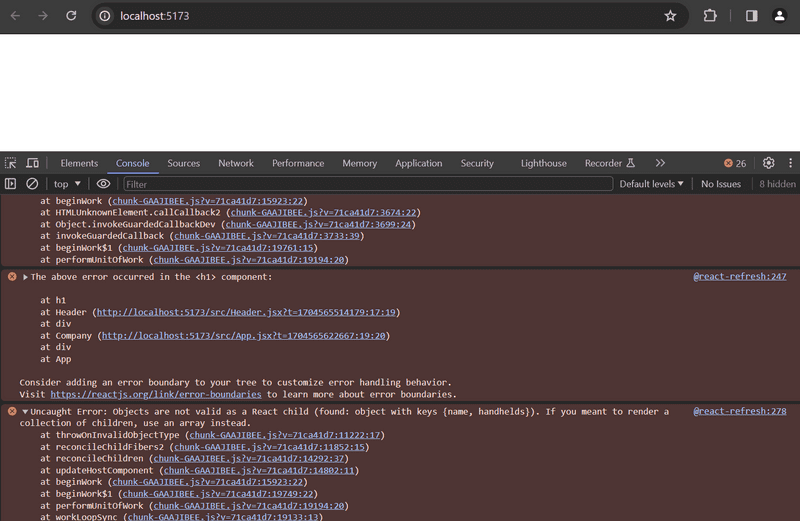 localhost:5173
Elements Console Sources Network Performance Memory Application Security Lighthouse Recorder 26
top Filter Default levels No Issues 8 hidden
at beginWork (chunk-GAAJIBEE.js?v=71ca41d7:15923:22)
at HTMLUnknownElement.callCallback2 (chunk-GAAJIBEE.js?v=71ca41d7:3674:22)
at Object.invokeGuardedCallbackDev (chunk-GAAJIBEE.js?v=71ca41d7:3699:24)
at invokeGuardedCallback (chunk-GAAJIBEE.js?v=71ca41d7:3733:39)
at beginWork$1 (chunk-GAAJIBEE.js?v=71ca41d7:19761:15)
at performUnitOfWork (chunk-GAAJIBEE.js?v=71ca41d7:19194:20)
The above error occurred in the <h1> component: @react-refresh:247
at h1
at Header (http://localhost:5173/src/Header.jsx?t=1704565514179:17:19)
at div
at Company (http://localhost:5173/src/App.jsx?t=1704565622667:19:20)
at div
at App
Consider adding an error boundary to your tree to customize error handling behavior.
Visit https://reactjs.org/link/error-boundaries to learn more about error boundaries.
Uncaught Error: Objects are not valid as a React child (found: object with keys {name, handhelds}). If you meant to render a @react-refresh:278
collection of children, use an array instead.
at throwOnInvalidObjectType (chunk-GAAJIBEE.js?v=71ca41d7:11222:17)
at reconcileChildFibers2 (chunk-GAAJIBEE.js?v=71ca41d7:11852:15)
at reconcileChildren (chunk-GAAJIBEE.js?v=71ca41d7:14292:37)
at updateHostComponent (chunk-GAAJIBEE.js?v=71ca41d7:14802:11)
at beginWork (chunk-GAAJIBEE.js?v=71ca41d7:15923:22)
at beginWork$1 (chunk-GAAJIBEE.js?v=71ca41d7:19749:22)
at performUnitOfWork (chunk-GAAJIBEE.js?v=71ca41d7:19194:20)
at workLoopSync (chunk-GAAJIBEE.js?v=71ca41d7:19133:13)